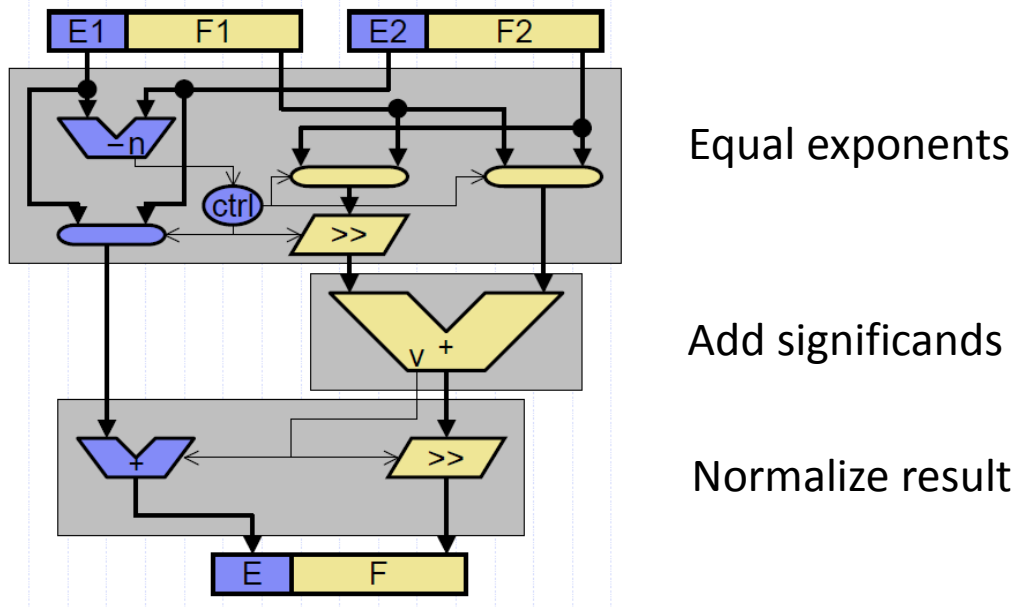 E1 F1 E2 F2
−n
ctrl
>>
Equal exponents
v +
Add significands
+ >>
Normalize result
E F